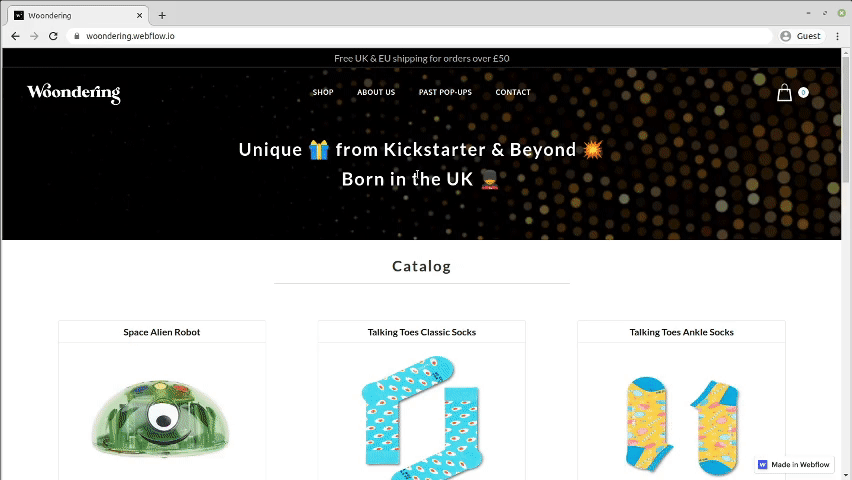 Woondering
woondering.webflow.io
Guest
Free UK & EU shipping for orders over £50
Woondering
SHOP
ABOUT US
PAST POP-UPS
CONTACT
0
Unique 🎁 from Kickstarter & Beyond 💥
Born in the UK 💂
Catalog
Space Alien Robot
Talking Toes Classic Socks
Talking Toes Ankle Socks
Made in Webflow